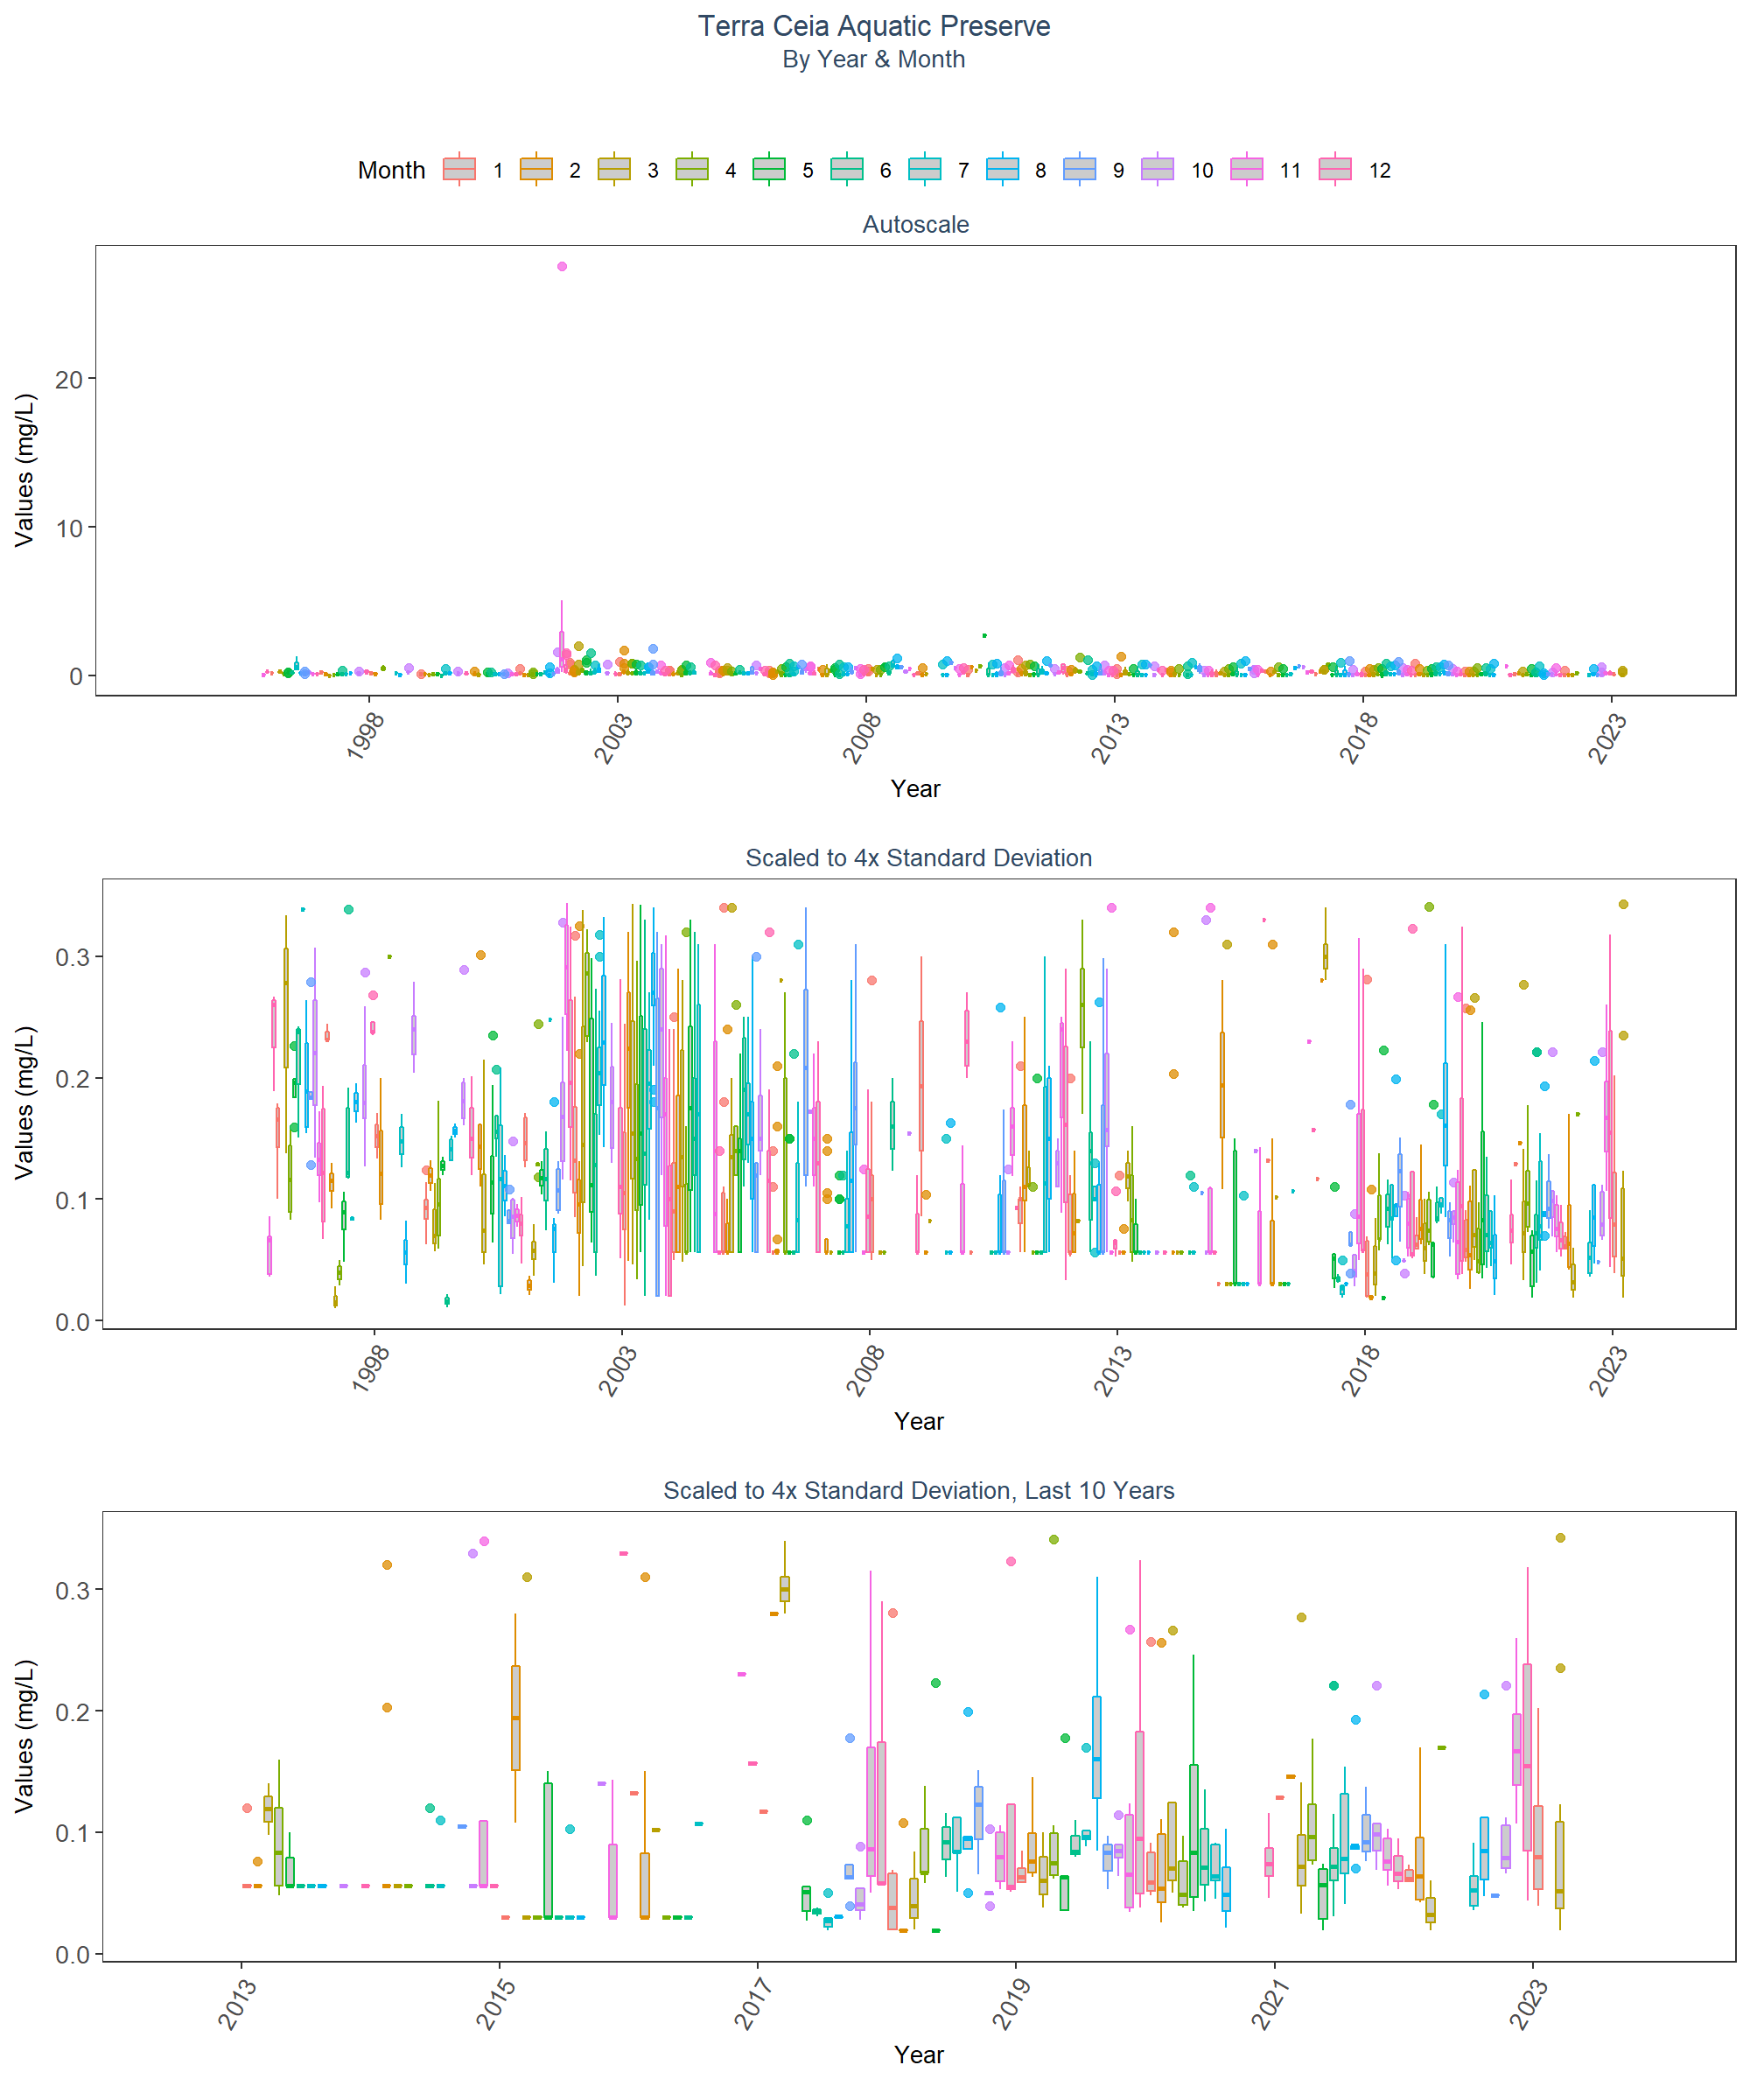 Terra Ceia Aquatic Preserve
By Year & Month
Month 1 2 3 4 5 6 7 8 9 10 11 12
Autoscale
Values (mg/L)
20
10
0
1998 2003 2008 2013 2018 2023
Year
Scaled to 4x Standard Deviation
Values (mg/L)
0.3
0.2
0.1
0.0
1998 2003 2008 2013 2018 2023
Year
Scaled to 4x Standard Deviation, Last 10 Years
Values (mg/L)
0.3
0.2
0.1
0.0
2013 2015 2017 2019 2021 2023
Year